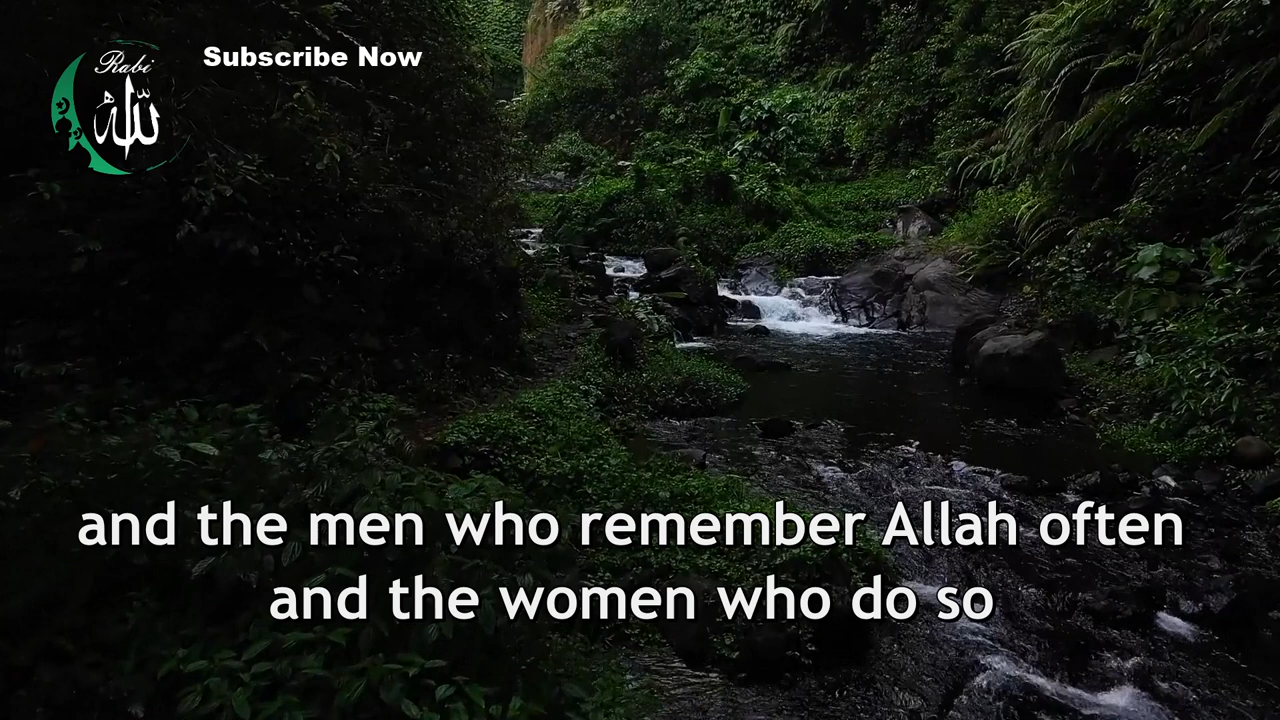 Subscribe Now
Rabi
الله
and the men who remember Allah often
and the women who do so